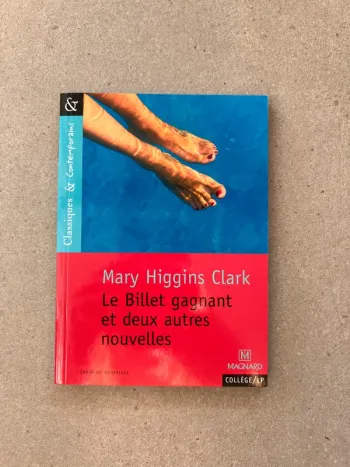 &
Classiques & Contemporains
Mary Higgins Clark
Le Billet gagnant
et deux autres
nouvelles
M
MAGNARD
COLLÈGE/LP